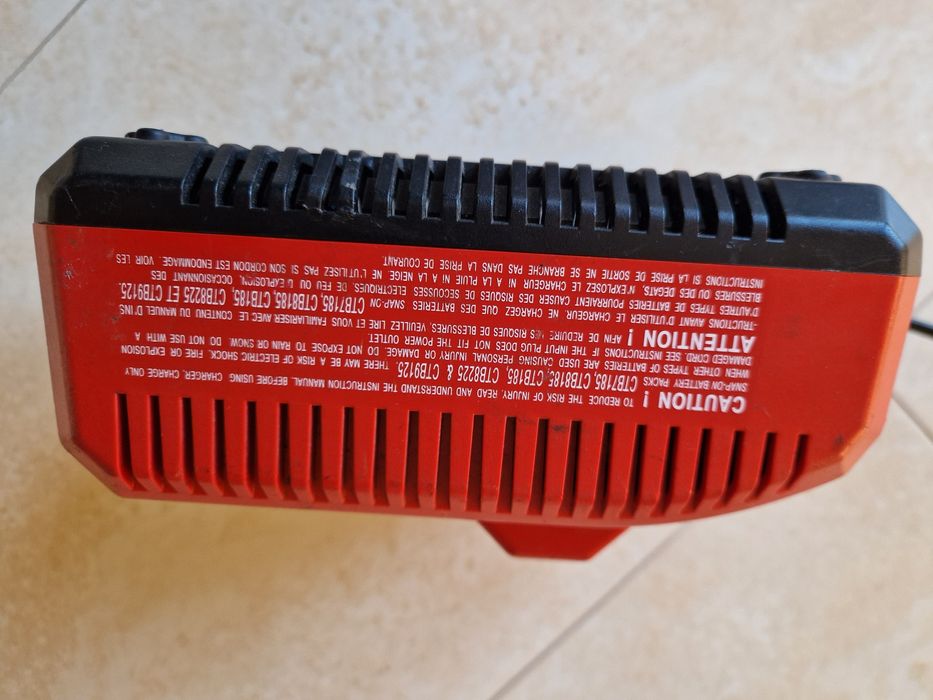 CAUTION ! TO REDUCE THE RISK OF INJURY, READ, AND UNDERSTAND THE INSTRUCTION MANUAL BEFORE USING CHARGER. CHARGE ONLY
SNAP-ON BATTERY PACKS CTB7185, CTB8185, CTB185, CTB8225 & CTB9125. THERE MAY BE A RISK OF ELECTRIC SHOCK, FIRE OR EXPLOSION
WHEN OTHER TYPES OF BATTERIES ARE USED CAUSING PERSONAL INJURY OR DAMAGE. DO NOT EXPOSE TO RAIN OR SNOW. DO NOT USE WITH A
DAMAGED CORD SEE INSTRUCTIONS IF THE INPUT PLUG DOES NOT FIT THE POWER OUTLET.
ATTENTION ! AFIN DE REDUIRE DE RISQUES DE BLESSURES, VEUILLEZ, LIRE ET VOUS FAMILIARISER AVEC LE CONTENU DU MANUEL D'INS
-TRUCTIONS AVANT D'UTILISER LE CHARGEUR, NE CHARGEZ QUE DES BATTERIES SNAP-ON CTB7185, CTB8185, CTB185, CTB8225 ET CTB9125.
D'AUTRES TYPES DE BATTERIES POURRAIENT CAUSER DES RISQUES DE SECOUSSES ELECTRIQUES, DE FEU OU EXPLOSION, OCCASIONNANT DES
BLESSURES OU DES DEGATS. N'EXPLOSEZ NI LE CHARGEUR NI A LA PLUIE NI A LA NEIGE. NE L'UTILISEZ PAS SI SON CORDON EST ENDOMMAGE. VOIR LES
INSTRUCTIONS SI LA PRISE DE SORTIE NE SE BRANCHE PAS DANS LA PRISE DE COURANT.